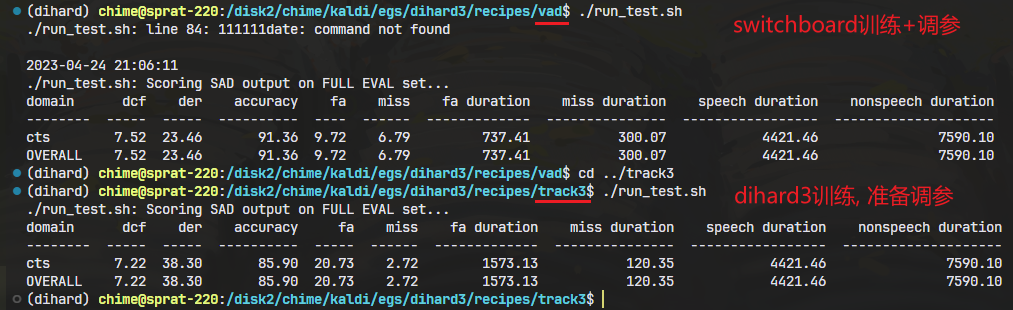 (dihard) chime@sprat-220:/disk2/chime/kaldi/egs/dihard3/recipes/vad$ ./run_test.sh
switchboard训练+调参
./run_test.sh: line 84: 111111date: command not found
2023-04-24 21:06:11
./run_test.sh: Scoring SAD output on FULL EVAL set...
domain dcf der accuracy fa miss fa duration miss duration speech duration nonspeech duration
-------- ----- ----- ---------- ---- ------ ------------- --------------- ----------------- --------------------
cts 7.52 23.46 91.36 9.72 6.79 737.41 300.07 4421.46 7590.10
OVERALL 7.52 23.46 91.36 9.72 6.79 737.41 300.07 4421.46 7590.10
(dihard) chime@sprat-220:/disk2/chime/kaldi/egs/dihard3/recipes/vad$ cd ../track3
(dihard) chime@sprat-220:/disk2/chime/kaldi/egs/dihard3/recipes/track3$ ./run_test.sh
dihard3训练, 准备调参
./run_test.sh: Scoring SAD output on FULL EVAL set...
domain dcf der accuracy fa miss fa duration miss duration speech duration nonspeech duration
-------- ----- ----- ---------- ----- ------ ------------- --------------- ----------------- --------------------
cts 7.22 38.30 85.90 20.73 2.72 1573.13 120.35 4421.46 7590.10
OVERALL 7.22 38.30 85.90 20.73 2.72 1573.13 120.35 4421.46 7590.10
(dihard) chime@sprat-220:/disk2/chime/kaldi/egs/dihard3/recipes/track3$